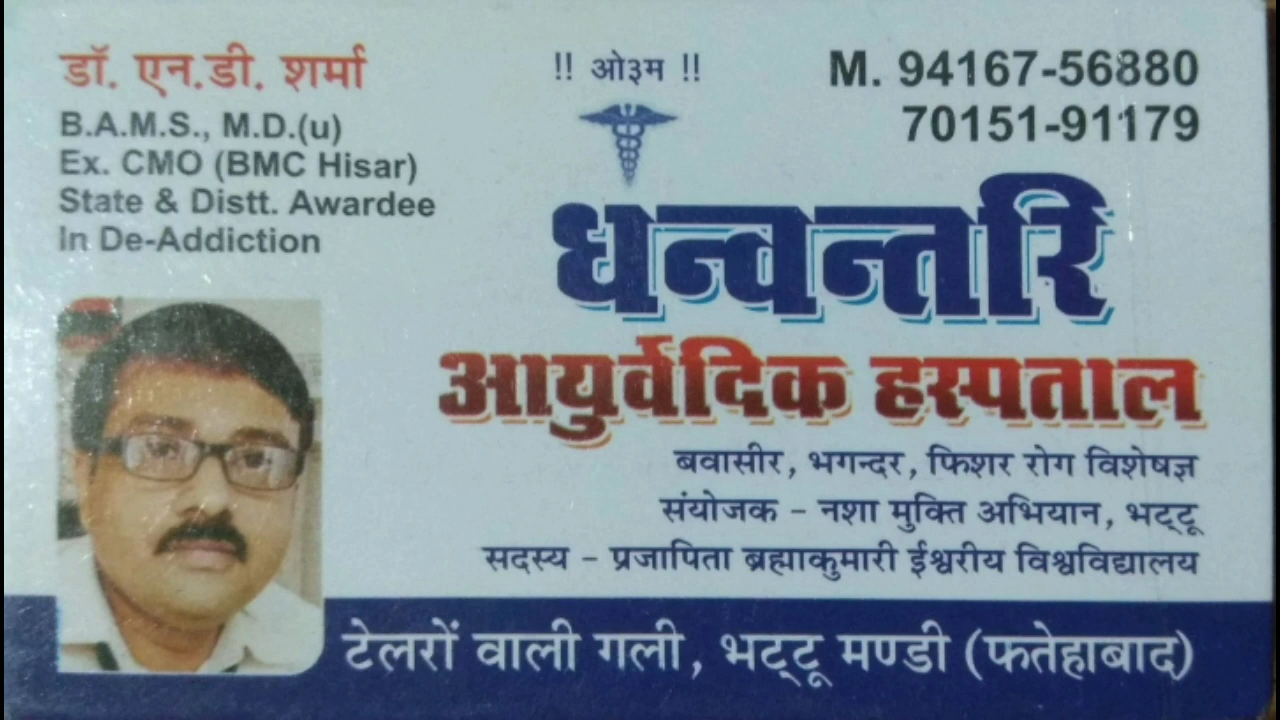 डॉ. एन.डी. शर्मा
B.A.M.S., M.D.(u)
Ex. CMO (BMC Hisar)
State & Distt. Awardee
In De-Addiction
!! ओ३म !!
M. 94167-56880
70151-91179
धन्वन्तरि
आयुर्वेदिक हस्पताल
बवासीर, भगन्दर, फिशर रोग विशेषज्ञ
संयोजक - नशा मुक्ति अभियान, भट्टू
सदस्य - प्रजापिता ब्रह्माकुमारी ईश्वरीय विश्वविद्यालय
टेलरों वाली गली, भट्टू मण्डी (फतेहाबाद)